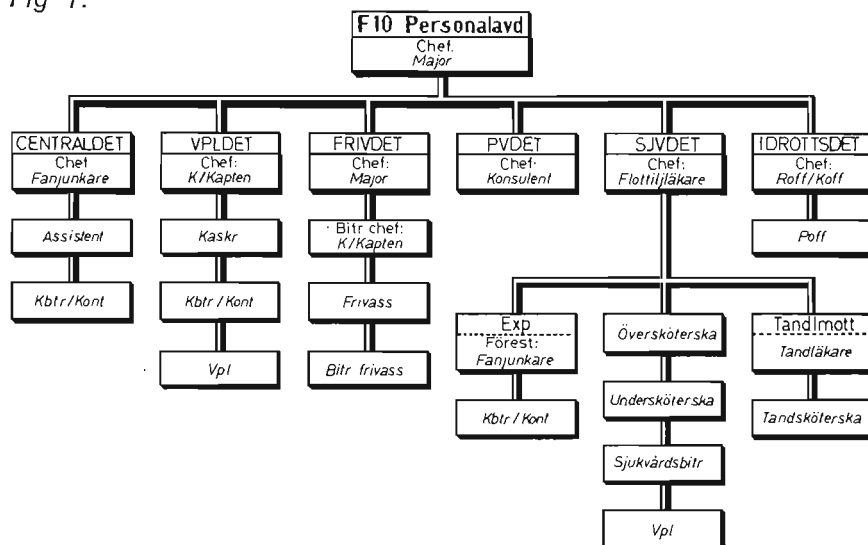 Fig 1.
F10 Personalavd
Chef:
Major
CENTRALDET
Chef
Fanjunkare
Assistent
Kbtr/Kont
VPLDET
Chef:
K/Kapten
Kaskr
Kbtr/Kont
Vpl
FRIVDET
Chef:
Major
Bitr chef:
K/Kapten
Frivass
Bitr frivass
PVDET
Chef:
Konsulent
SJVDET
Chef:
Flottiljläkare
Exp
Förest:
Fanjunkare
Kbtr/Kont
Översköterska
Undersköterska
Sjukvårdsbitr
Vpl
Tandlmott
Tandläkare
Tandsköterska
IDROTTSDET
Chef:
Roff/Koff
Poff